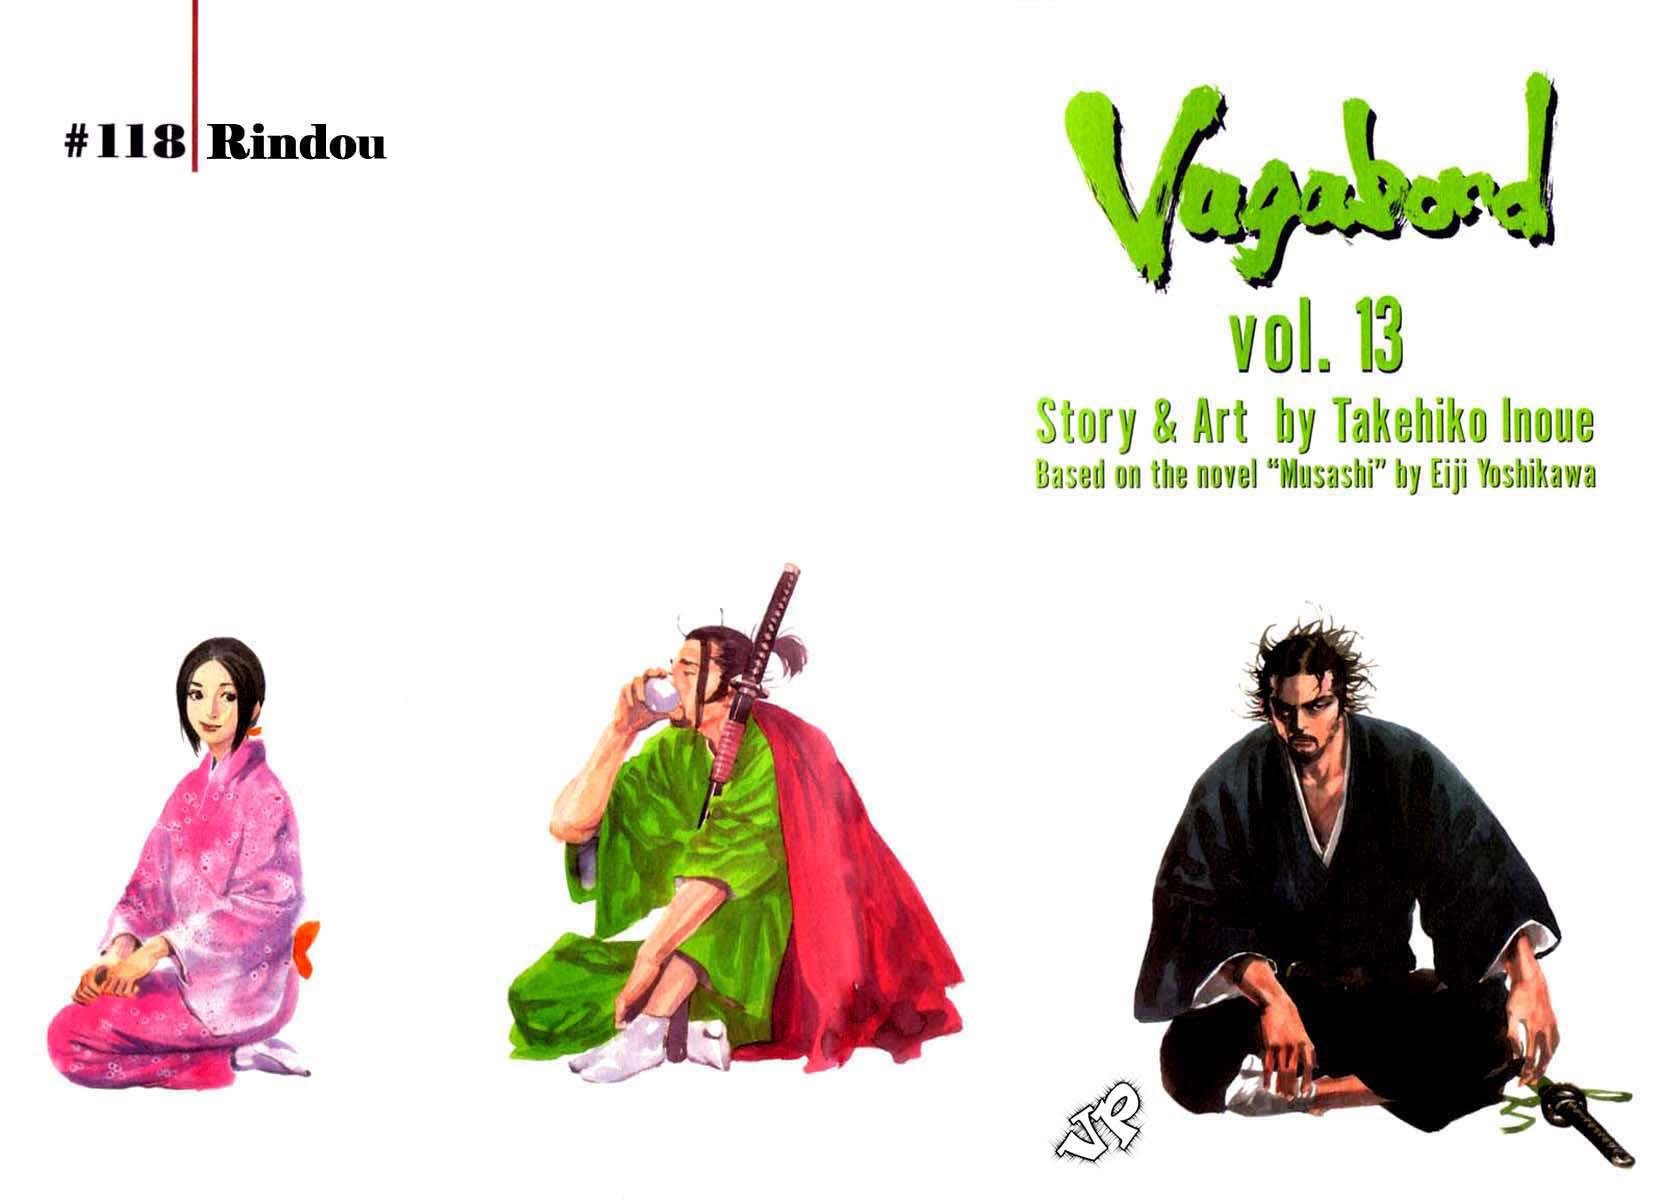 #118 Rindou
Vagabond
vol. 13
Story & Art by Takehiko Inoue
Based on the novel “Musashi” by Eiji Yoshikawa
VP